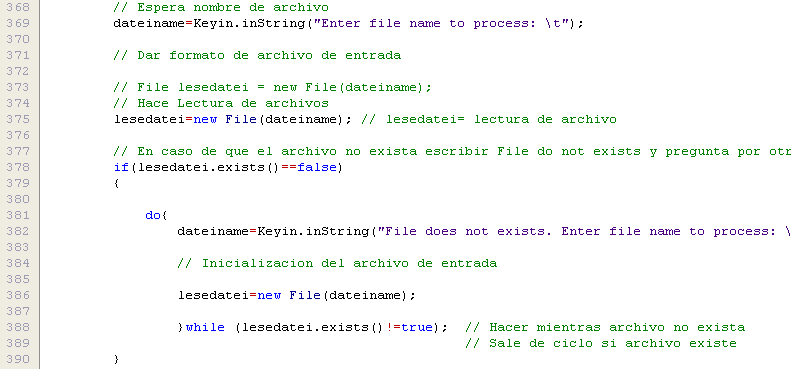 368 // Espera nombre de archivo
369 dateiname=Keyin.inString("Enter file name to process: \t");
370
371 // Dar formato de archivo de entrada
372
373 // File lesedatei = new File(dateiname);
374 // Hace Lectura de archivos
375 lesedatei=new File(dateiname); // lesedatei= lectura de archivo
376
377 // En caso de que el archivo no exista escribir File do not exists y pregunta por otr
378 if(lesedatei.exists()==false)
379 {
380
381 do{
382 dateiname=Keyin.inString("File does not exists. Enter file name to process: \
383
384 // Inicializacion del archivo de entrada
385
386 lesedatei=new File(dateiname);
387
388 }while (lesedatei.exists()!=true); // Hacer mientras archivo no exista
389 // Sale de ciclo si archivo existe
390 }